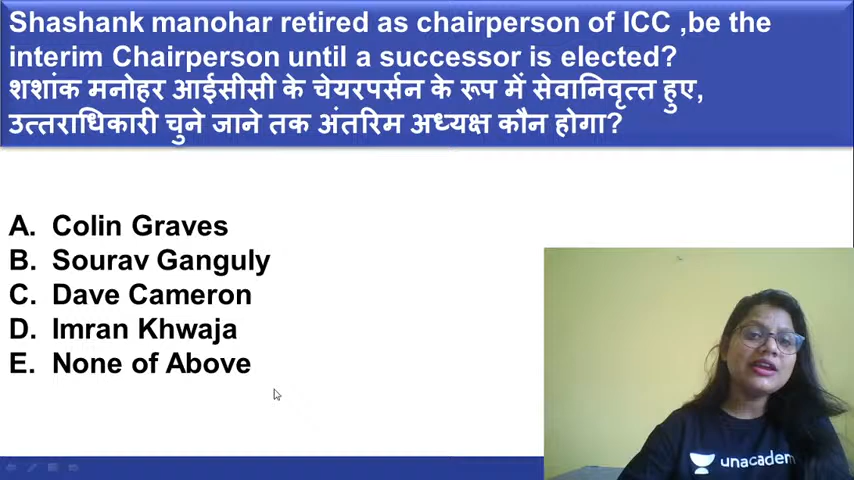 Shashank manohar retired as chairperson of ICC ,be the
interim Chairperson until a successor is elected?
शशांक मनोहर आईसीसी के चेयरपर्सन के रूप में सेवानिवृत्त हुए,
उत्तराधिकारी चुने जाने तक अंतरिम अध्यक्ष कौन होगा?
A. Colin Graves
B. Sourav Ganguly
C. Dave Cameron
D. Imran Khwaja
E. None of Above
unacadem